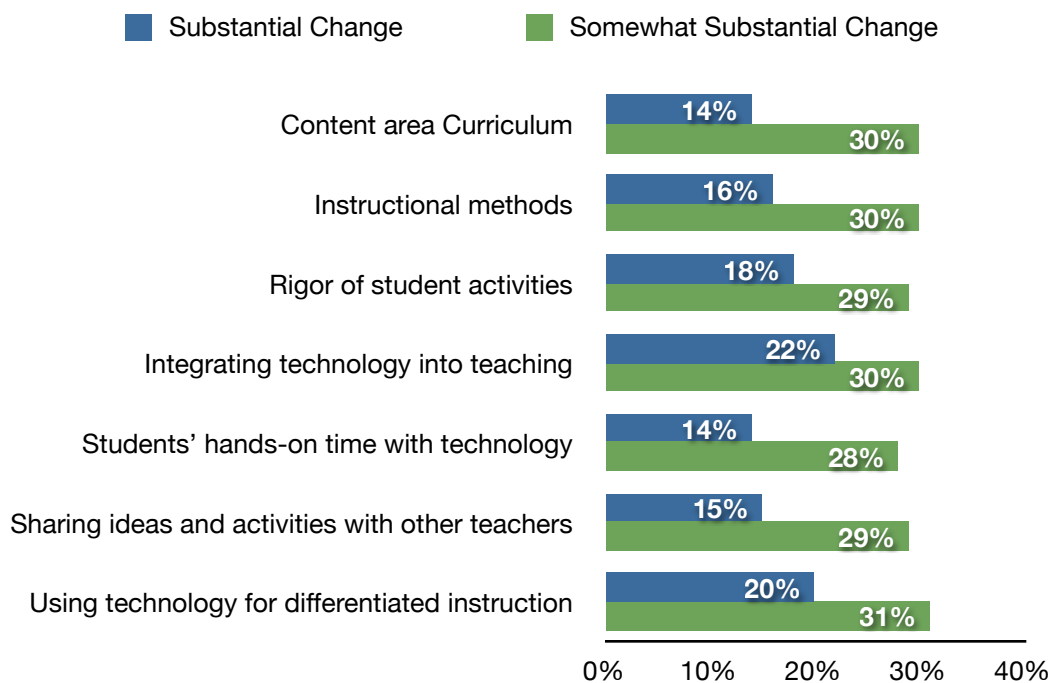 Substantial Change Somewhat Substantial Change
Content area Curriculum 14%
30%
Instructional methods 16%
30%
Rigor of student activities 18%
29%
Integrating technology into teaching 22%
30%
Students’ hands-on time with technology 14%
28%
Sharing ideas and activities with other teachers 15%
29%
Using technology for differentiated instruction 20%
31%
0% 10% 20% 30% 40%